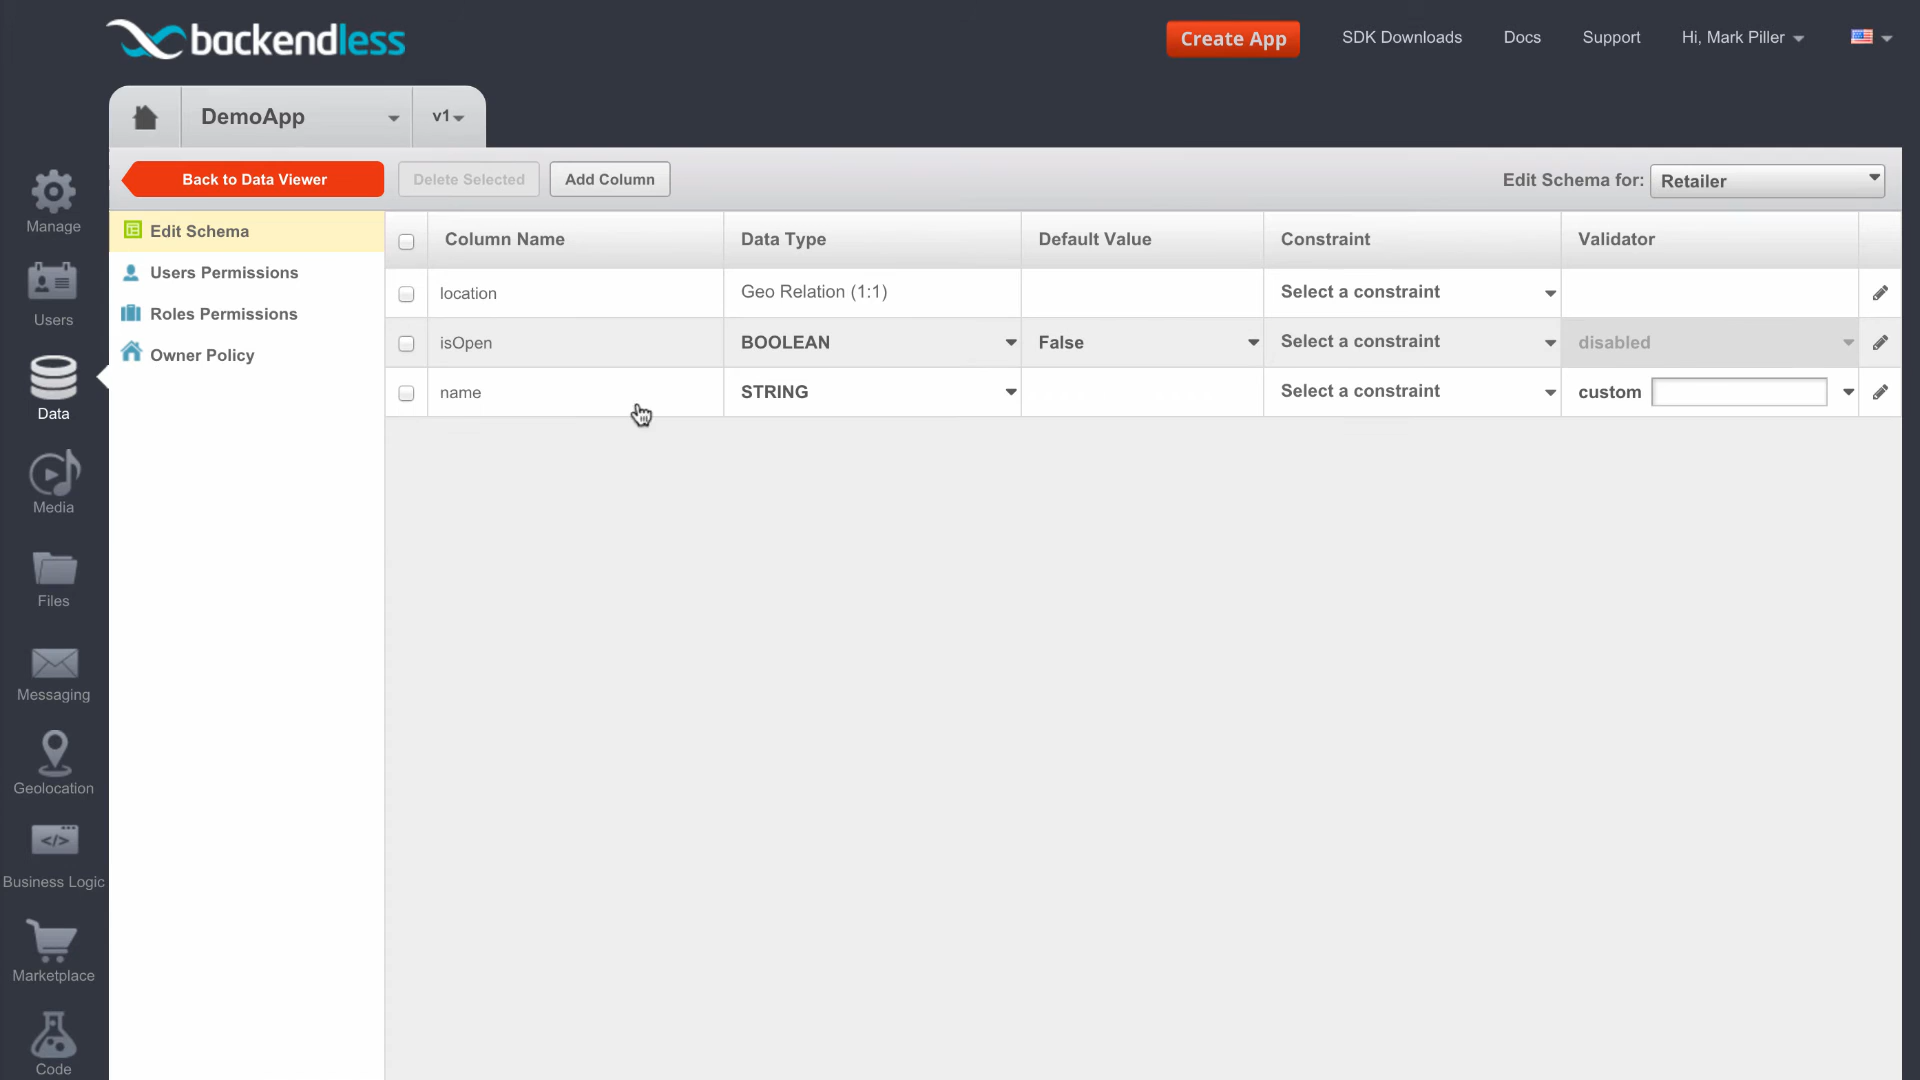 backendless
Create App SDK Downloads Docs Support Hi, Mark Piller
DemoApp v1
Back to Data Viewer Delete Selected Add Column Edit Schema for: Retailer
Manage
Users
Data
Media
Files
Messaging
Geolocation
</>
Business Logic
Marketplace
Code
Edit Schema
Users Permissions
Roles Permissions
Owner Policy
Column Name Data Type Default Value Constraint Validator
location Geo Relation (1:1) Select a constraint
isOpen BOOLEAN False Select a constraint disabled
name STRING Select a constraint custom